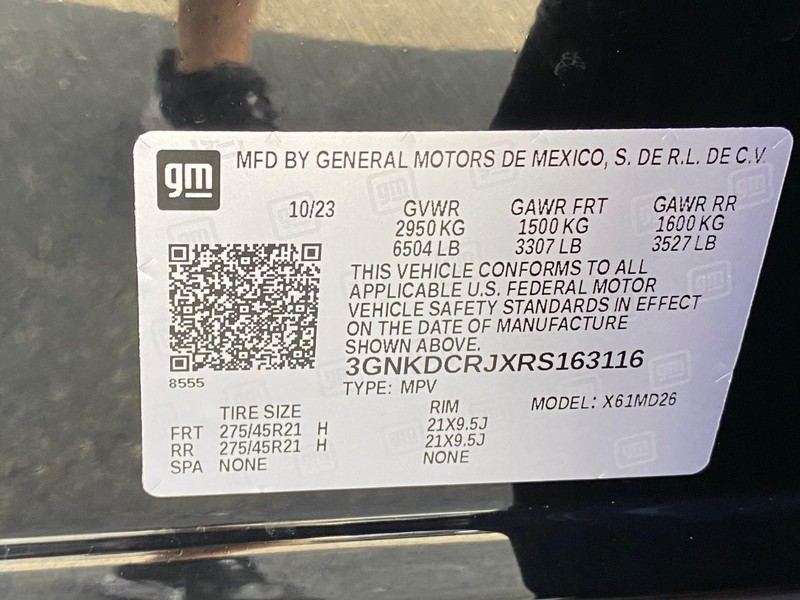 gm MFD BY GENERAL MOTORS DE MEXICO, S. DE R.L. DE C.V.
10/23 GVWR GAWR FRT GAWR RR
2950 KG 1500 KG 1600 KG
6504 LB 3307 LB 3527 LB
THIS VEHICLE CONFORMS TO ALL
APPLICABLE U.S. FEDERAL MOTOR
VEHICLE SAFETY STANDARDS IN EFFECT
ON THE DATE OF MANUFACTURE
SHOWN ABOVE.
3GNKDCRJXRS163116
8555
TYPE: MPV
MODEL: X61MD26
TIRE SIZE RIM
FRT 275/45R21 H 21X9.5J
RR 275/45R21 H 21X9.5J
SPA NONE NONE